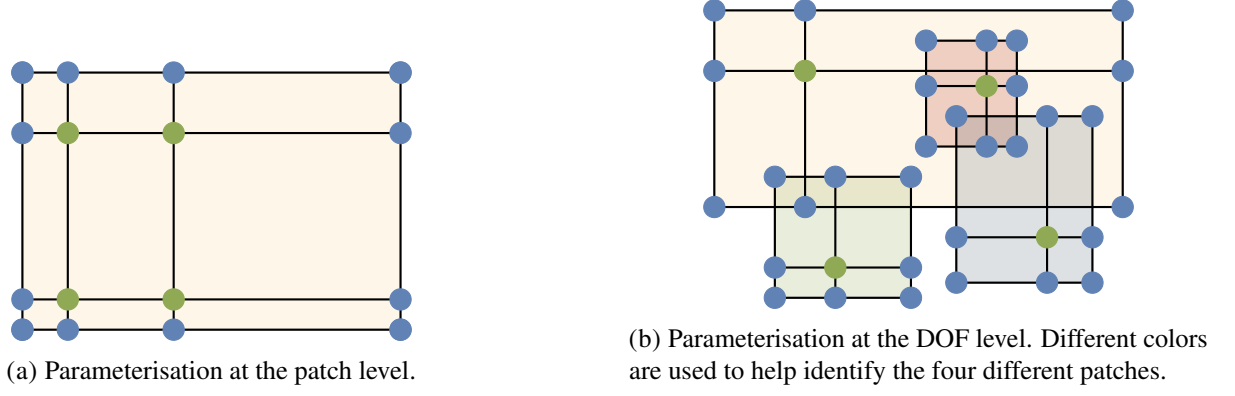 (a) Parameterisation at the patch level.
(b) Parameterisation at the DOF level. Different colors
are used to help identify the four different patches.